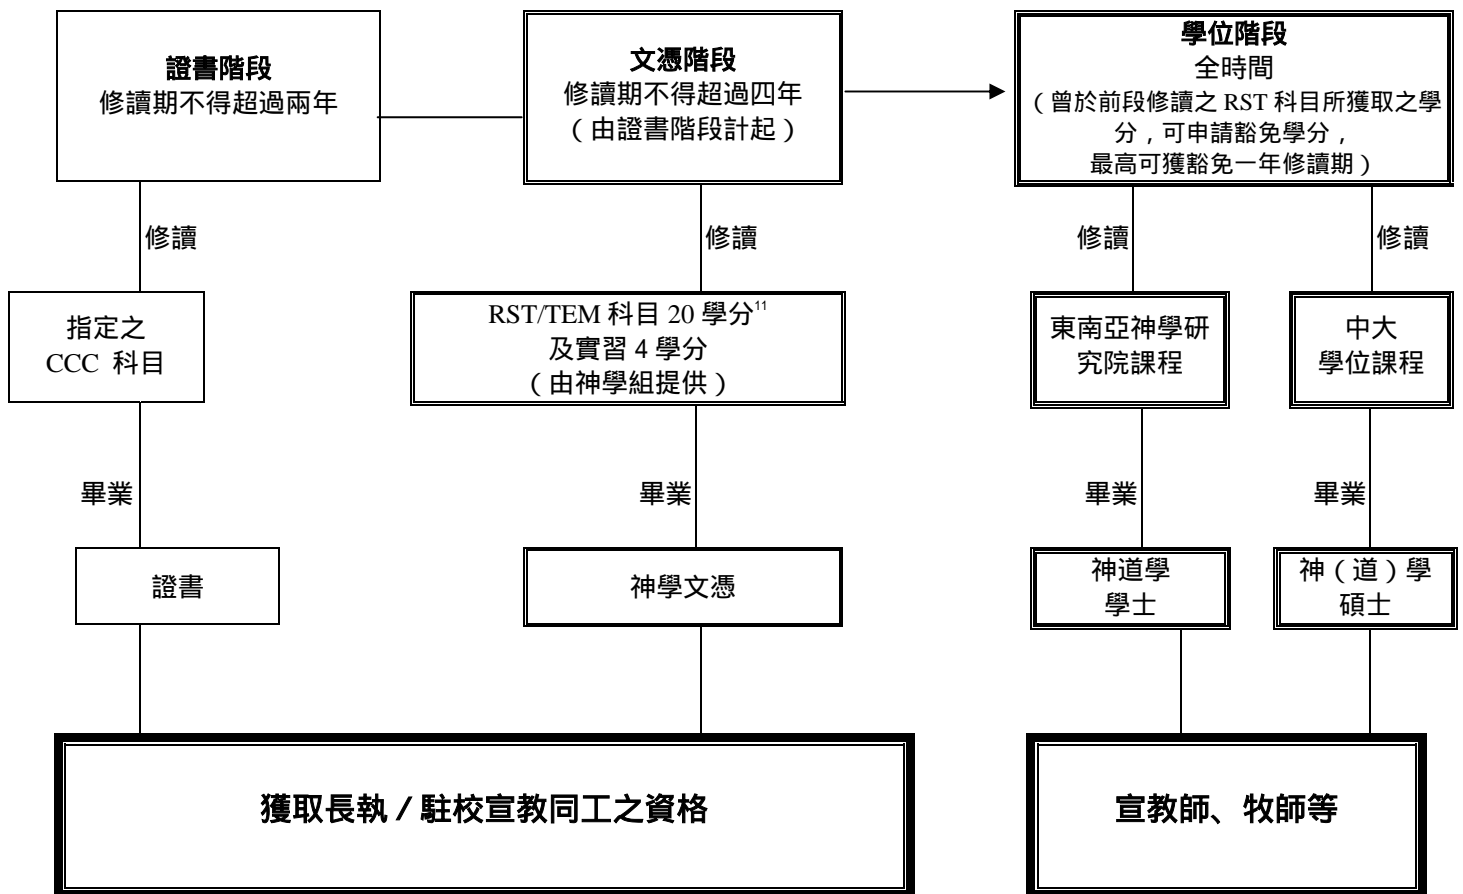 證書階段
修讀期不得超過兩年
文憑階段
修讀期不得超過四年
（由證書階段計起）
學位階段
全時間
（曾於前段修讀之 RST 科目所獲取之學
分，可申請豁免學分，
最高可獲豁免一年修讀期）
修讀
修讀
修讀
修讀
指定之
CCC 科目
RST/TEM 科目 20 學分11
及實習 4 學分
（由神學組提供）
東南亞神學研
究院課程
中大
學位課程
畢業
畢業
畢業
畢業
證書
神學文憑
神道學
學士
神（道）學
碩士
獲取長執 / 駐校宣教同工之資格
宣教師、牧師等